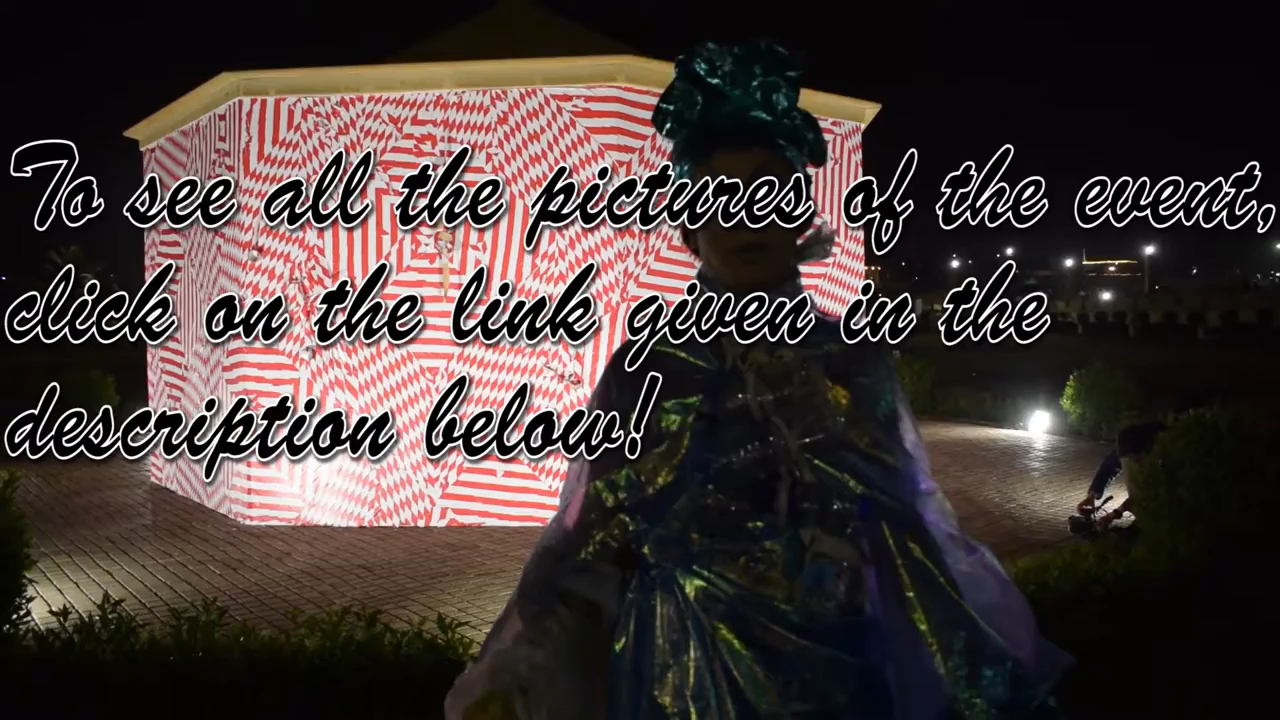 To see all the pictures of the event,
click on the link given in the
description below!